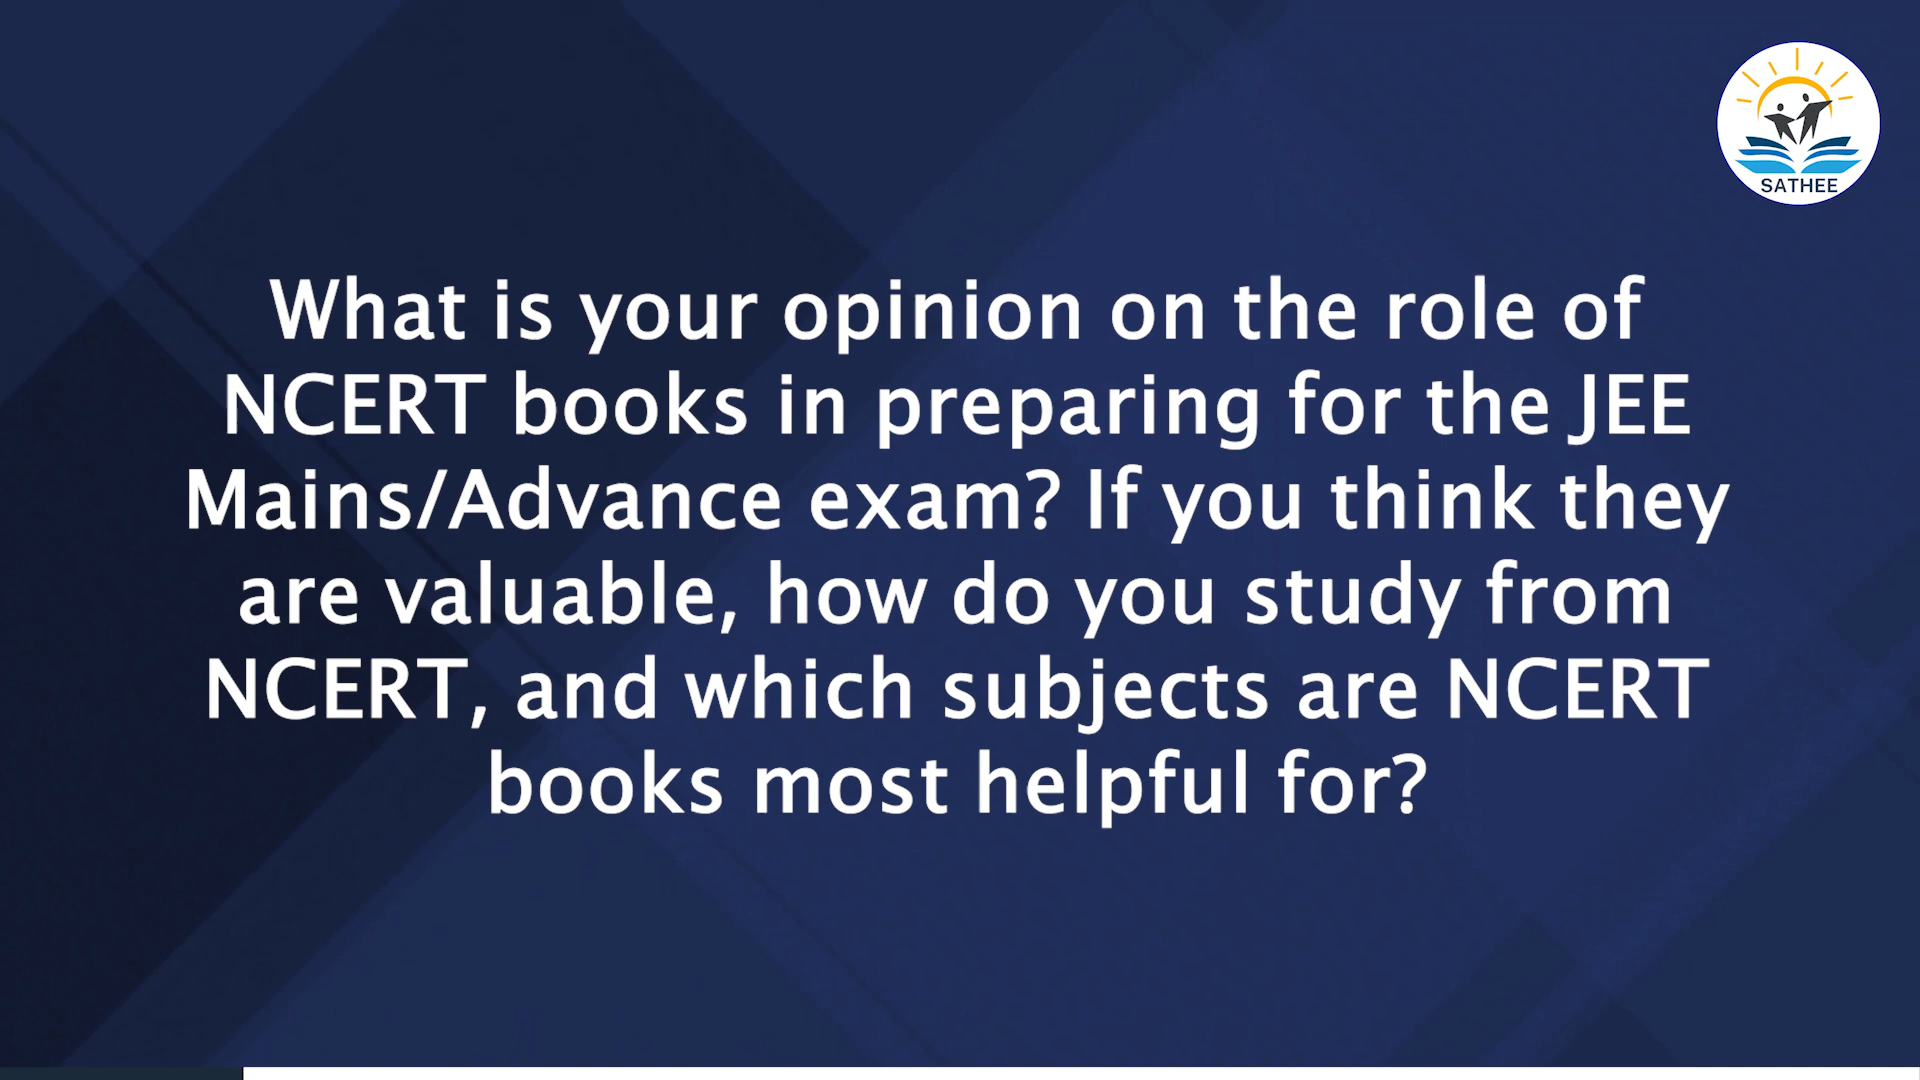 SATHEE
What is your opinion on the role of
NCERT books in preparing for the JEE
Mains/Advance exam? If you think they
are valuable, how do you study from
NCERT, and which subjects are NCERT
books most helpful for?